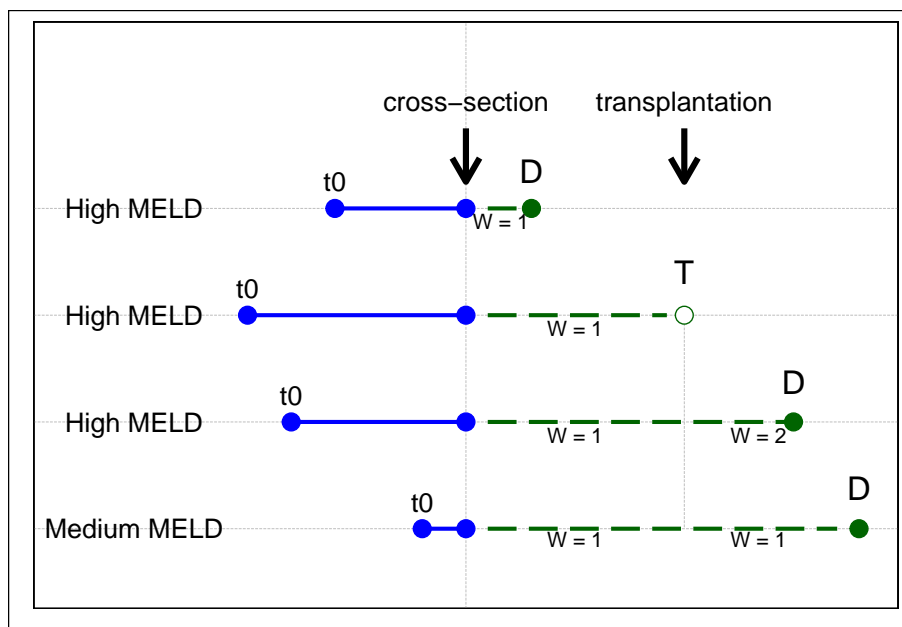 cross−section transplantation
t0 D
High MELD W = 1
t0 T
High MELD W = 1
t0 D
High MELD W = 1 W = 2
t0 D
Medium MELD W = 1 W = 1